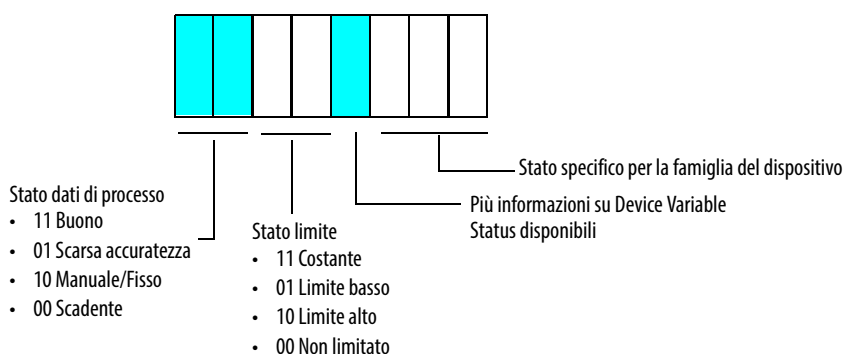 Stato specifico per la famiglia del dispositivo
Più informazioni su Device Variable
Status disponibili
Stato dati di processo
• 11 Buono
• 01 Scarsa accuratezza
• 10 Manuale/Fisso
• 00 Scadente
Stato limite
• 11 Costante
• 01 Limite basso
• 10 Limite alto
• 00 Non limitato